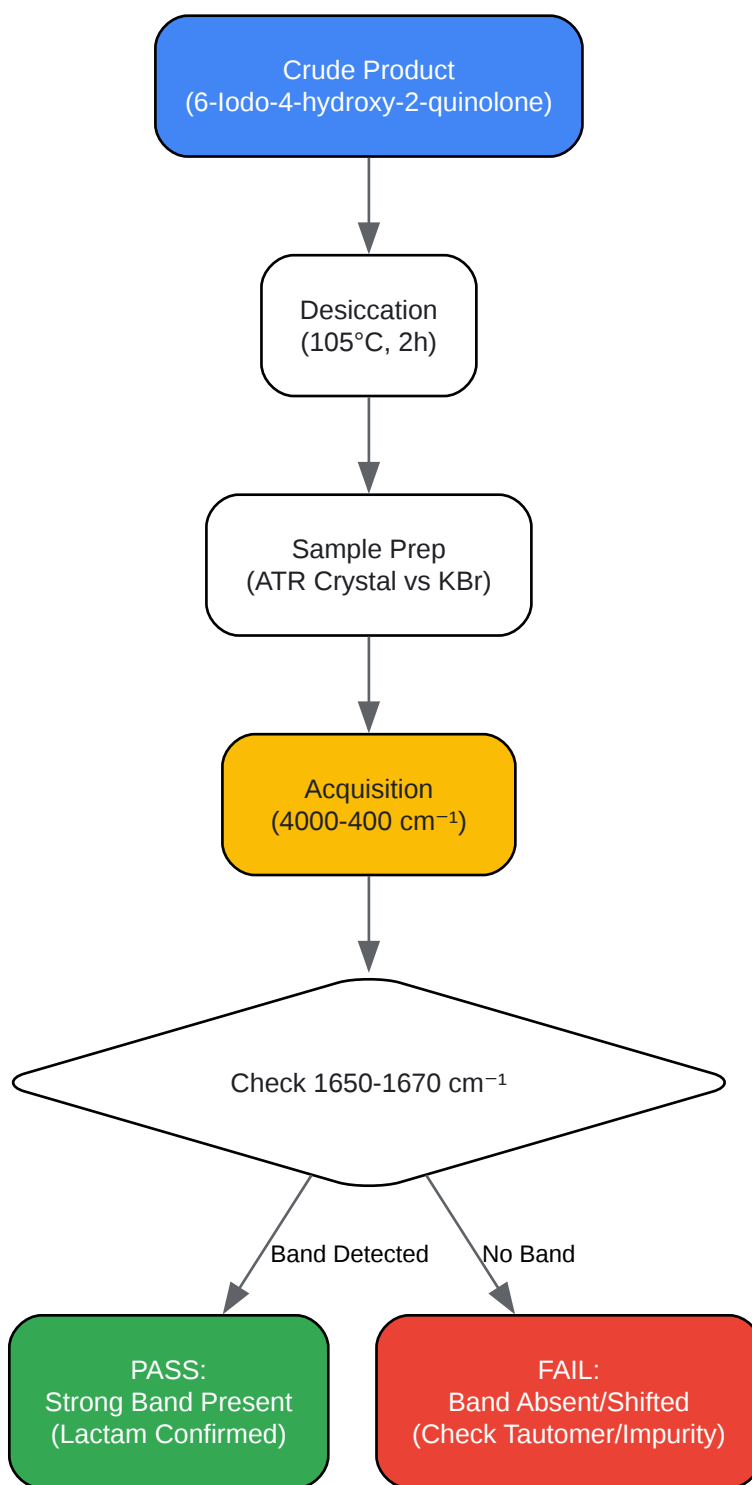 Crude Product
(6-Iodo-4-hydroxy-2-quinolone)
Desiccation
(105°C, 2h)
Sample Prep
(ATR Crystal vs KBr)
Acquisition
(4000-400 cm⁻¹)
Check 1650-1670 cm⁻¹
Band Detected
No Band
PASS:
Strong Band Present
(Lactam Confirmed)
FAIL:
Band Absent/Shifted
(Check Tautomer/Impurity)